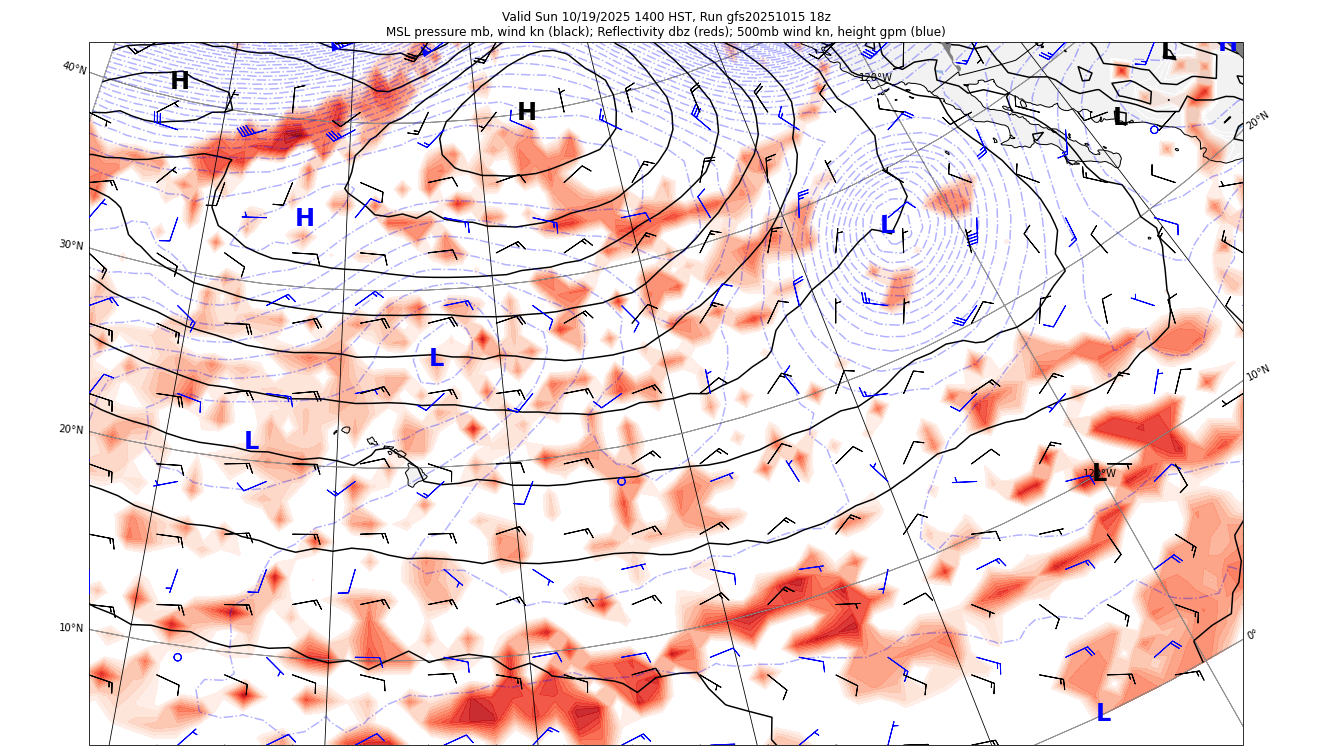 Valid Sun 10/19/2025 1400 HST, Run gfs20251015 18z
MSL pressure mb, wind kn (black); Reflectivity dbz (reds); 500mb wind kn, height gpm (blue)
L H
40°N H 120°W
H L 20°N
H L
30°N
L
10°N
20°N L
L 120°W
10°N 0°
L